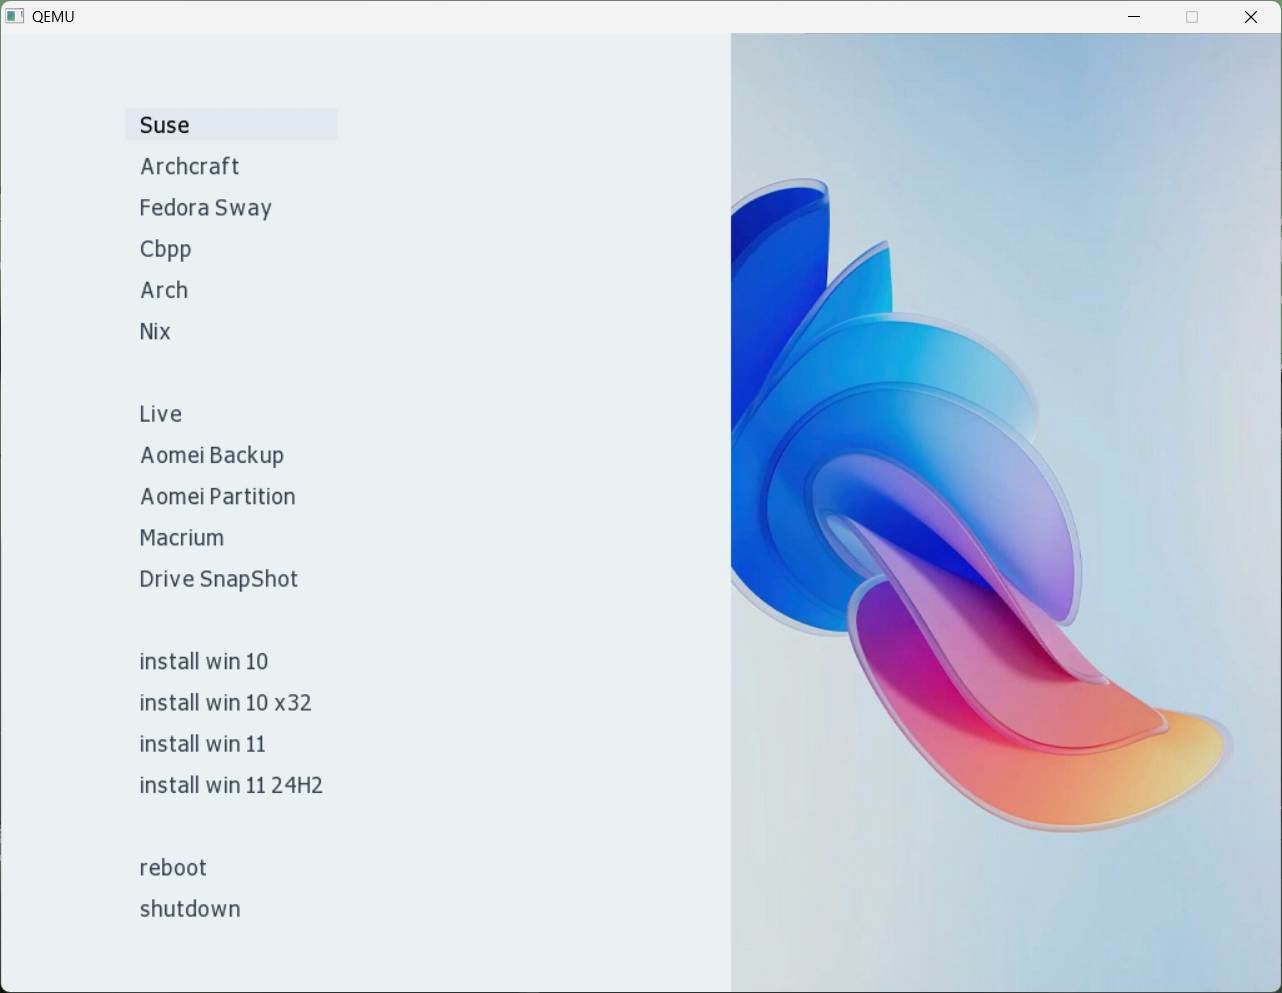 QEMU
Suse
Archcraft
Fedora Sway
Cbpp
Arch
Nix
Live
Aomei Backup
Aomei Partition
Macrium
Drive SnapShot
install win 10
install win 10 x32
install win 11
install win 11 24H2
reboot
shutdown